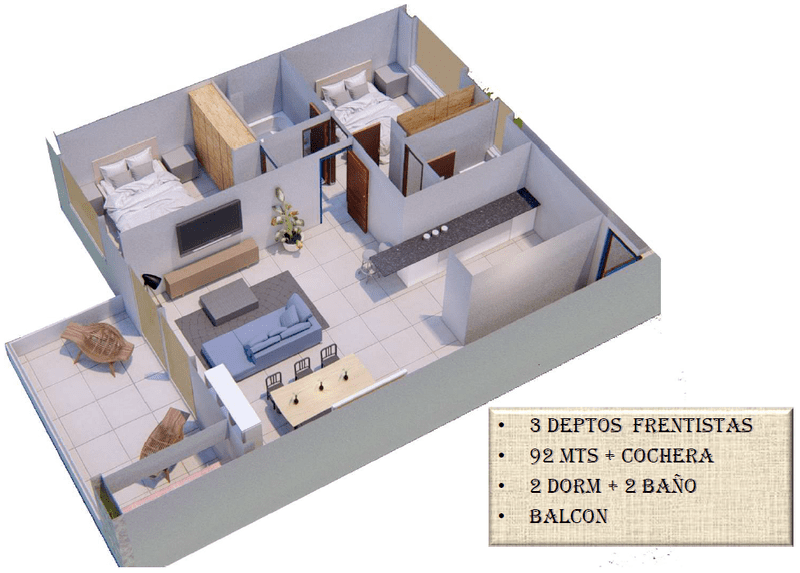 • 3 DEPTOS FRENTISTAS
• 92 MTS + COCHERA
• 2 DORM + 2 BAÑO
• BALCON